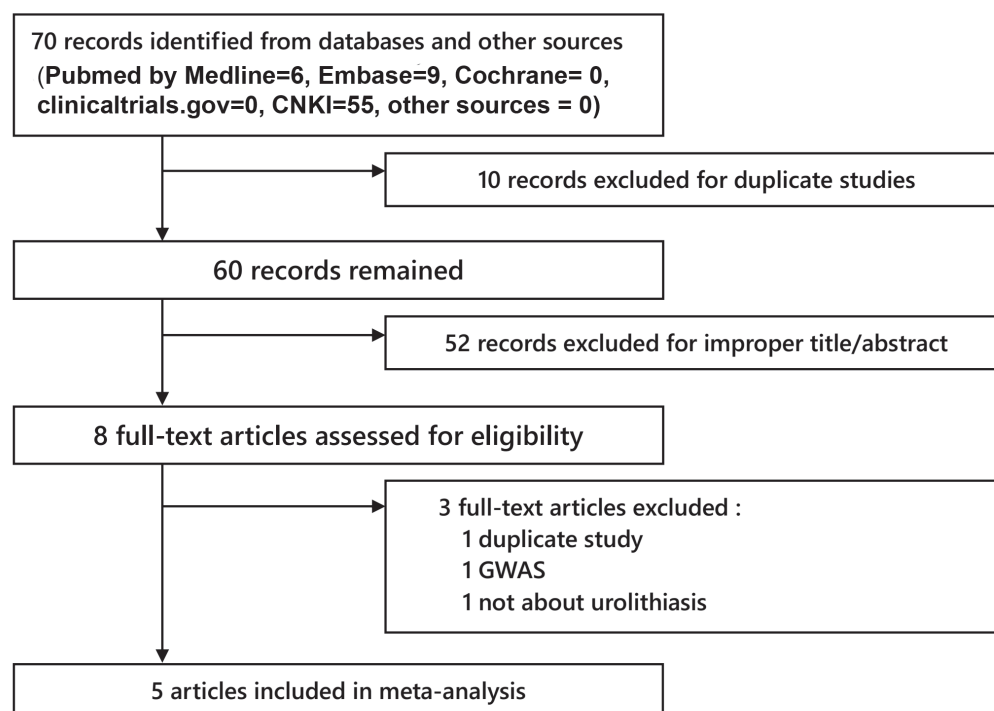 70 records identified from databases and other sources
(Pubmed by Medline=6, Embase=9, Cochrane= 0,
clinicaltrials.gov=0, CNKI=55, other sources = 0)
10 records excluded for duplicate studies
60 records remained
52 records excluded for improper title/abstract
8 full-text articles assessed for eligibility
3 full-text articles excluded :
1 duplicate study
1 GWAS
1 not about urolithiasis
5 articles included in meta-analysis